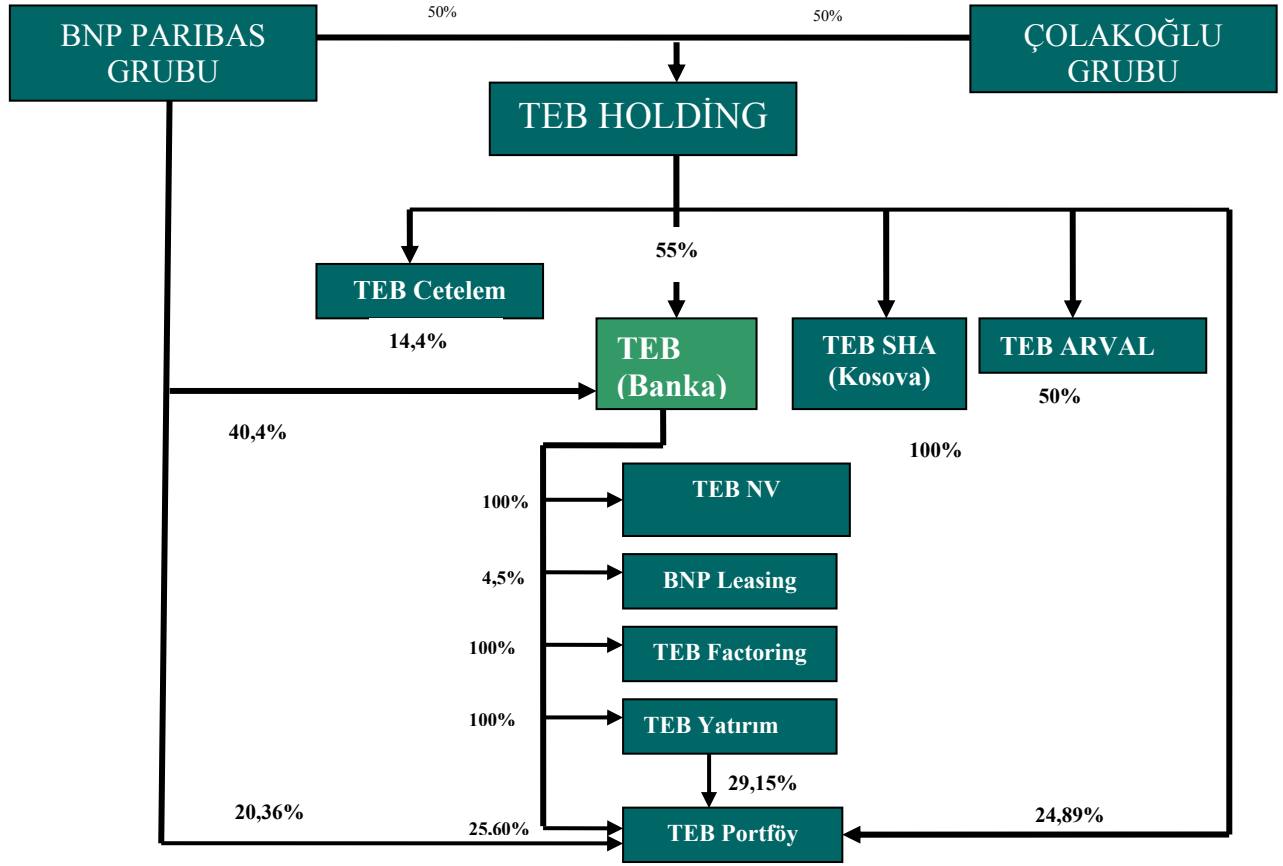 50%
50%
BNP PARIBAS
GRUBU
ÇOLAKOĞLU
GRUBU
TEB HOLDİNG
55%
TEB Cetelem
14,4%
TEB
(Banka)
TEB SHA
(Kosova)
TEB ARVAL
50%
40,4%
100%
TEB NV
100%
4,5%
BNP Leasing
100%
TEB Factoring
100%
TEB Yatırım
29,15%
20,36%
25.60%
TEB Portföy
24,89%